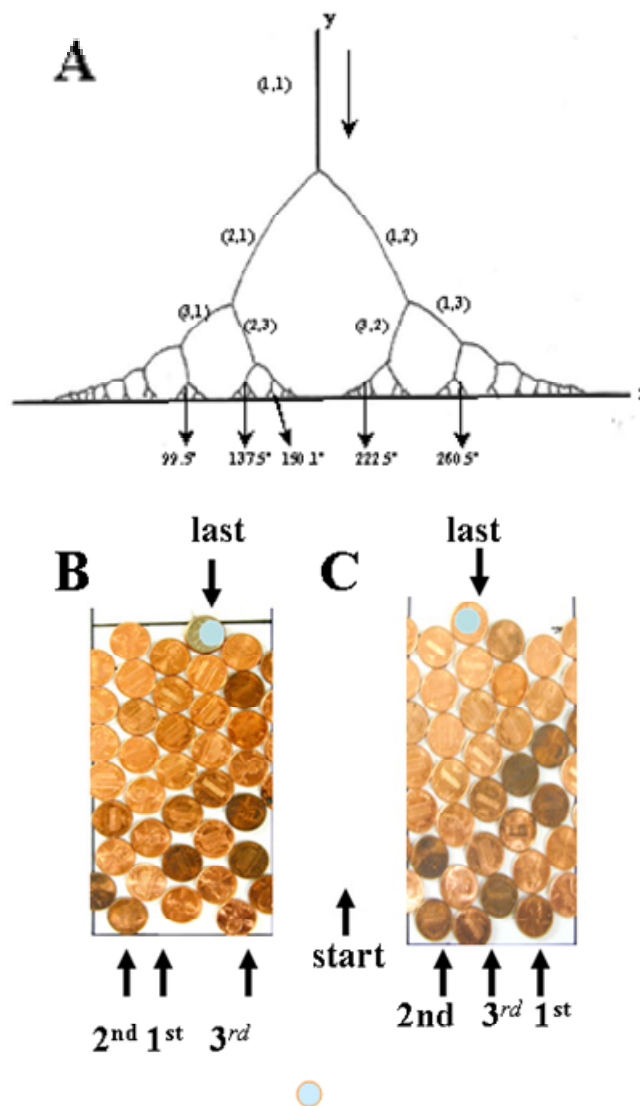 y
A
(1,1)
(2,1)
(1,2)
(3,1)
(2,3)
(3,2)
(1,3)
99.5° 137.5° 150.1° 222.5° 260.5°
last
last
B
C
start
2nd 1st 3rd
2nd 3rd 1st